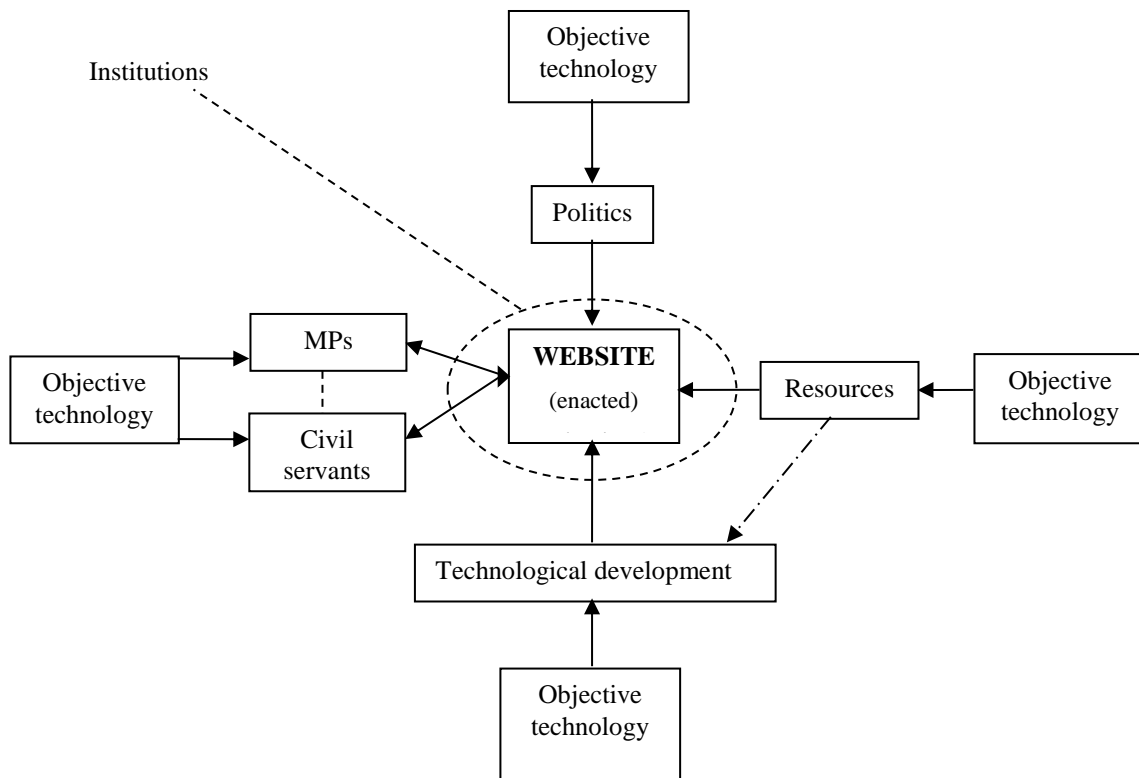 Objective
technology
Institutions
Politics
MPs
WEBSITE
(enacted)
Objective
technology
Civil
servants
Resources
Objective
technology
Technological development
Objective
technology